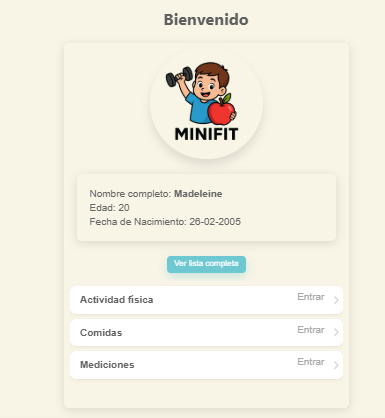 Bienvenido
MINIFIT
Nombre completo: Madeleine
Edad: 20
Fecha de Nacimiento: 26-02-2005
Ver lista completa
Actividad física Entrar
Comidas Entrar
Mediciones Entrar